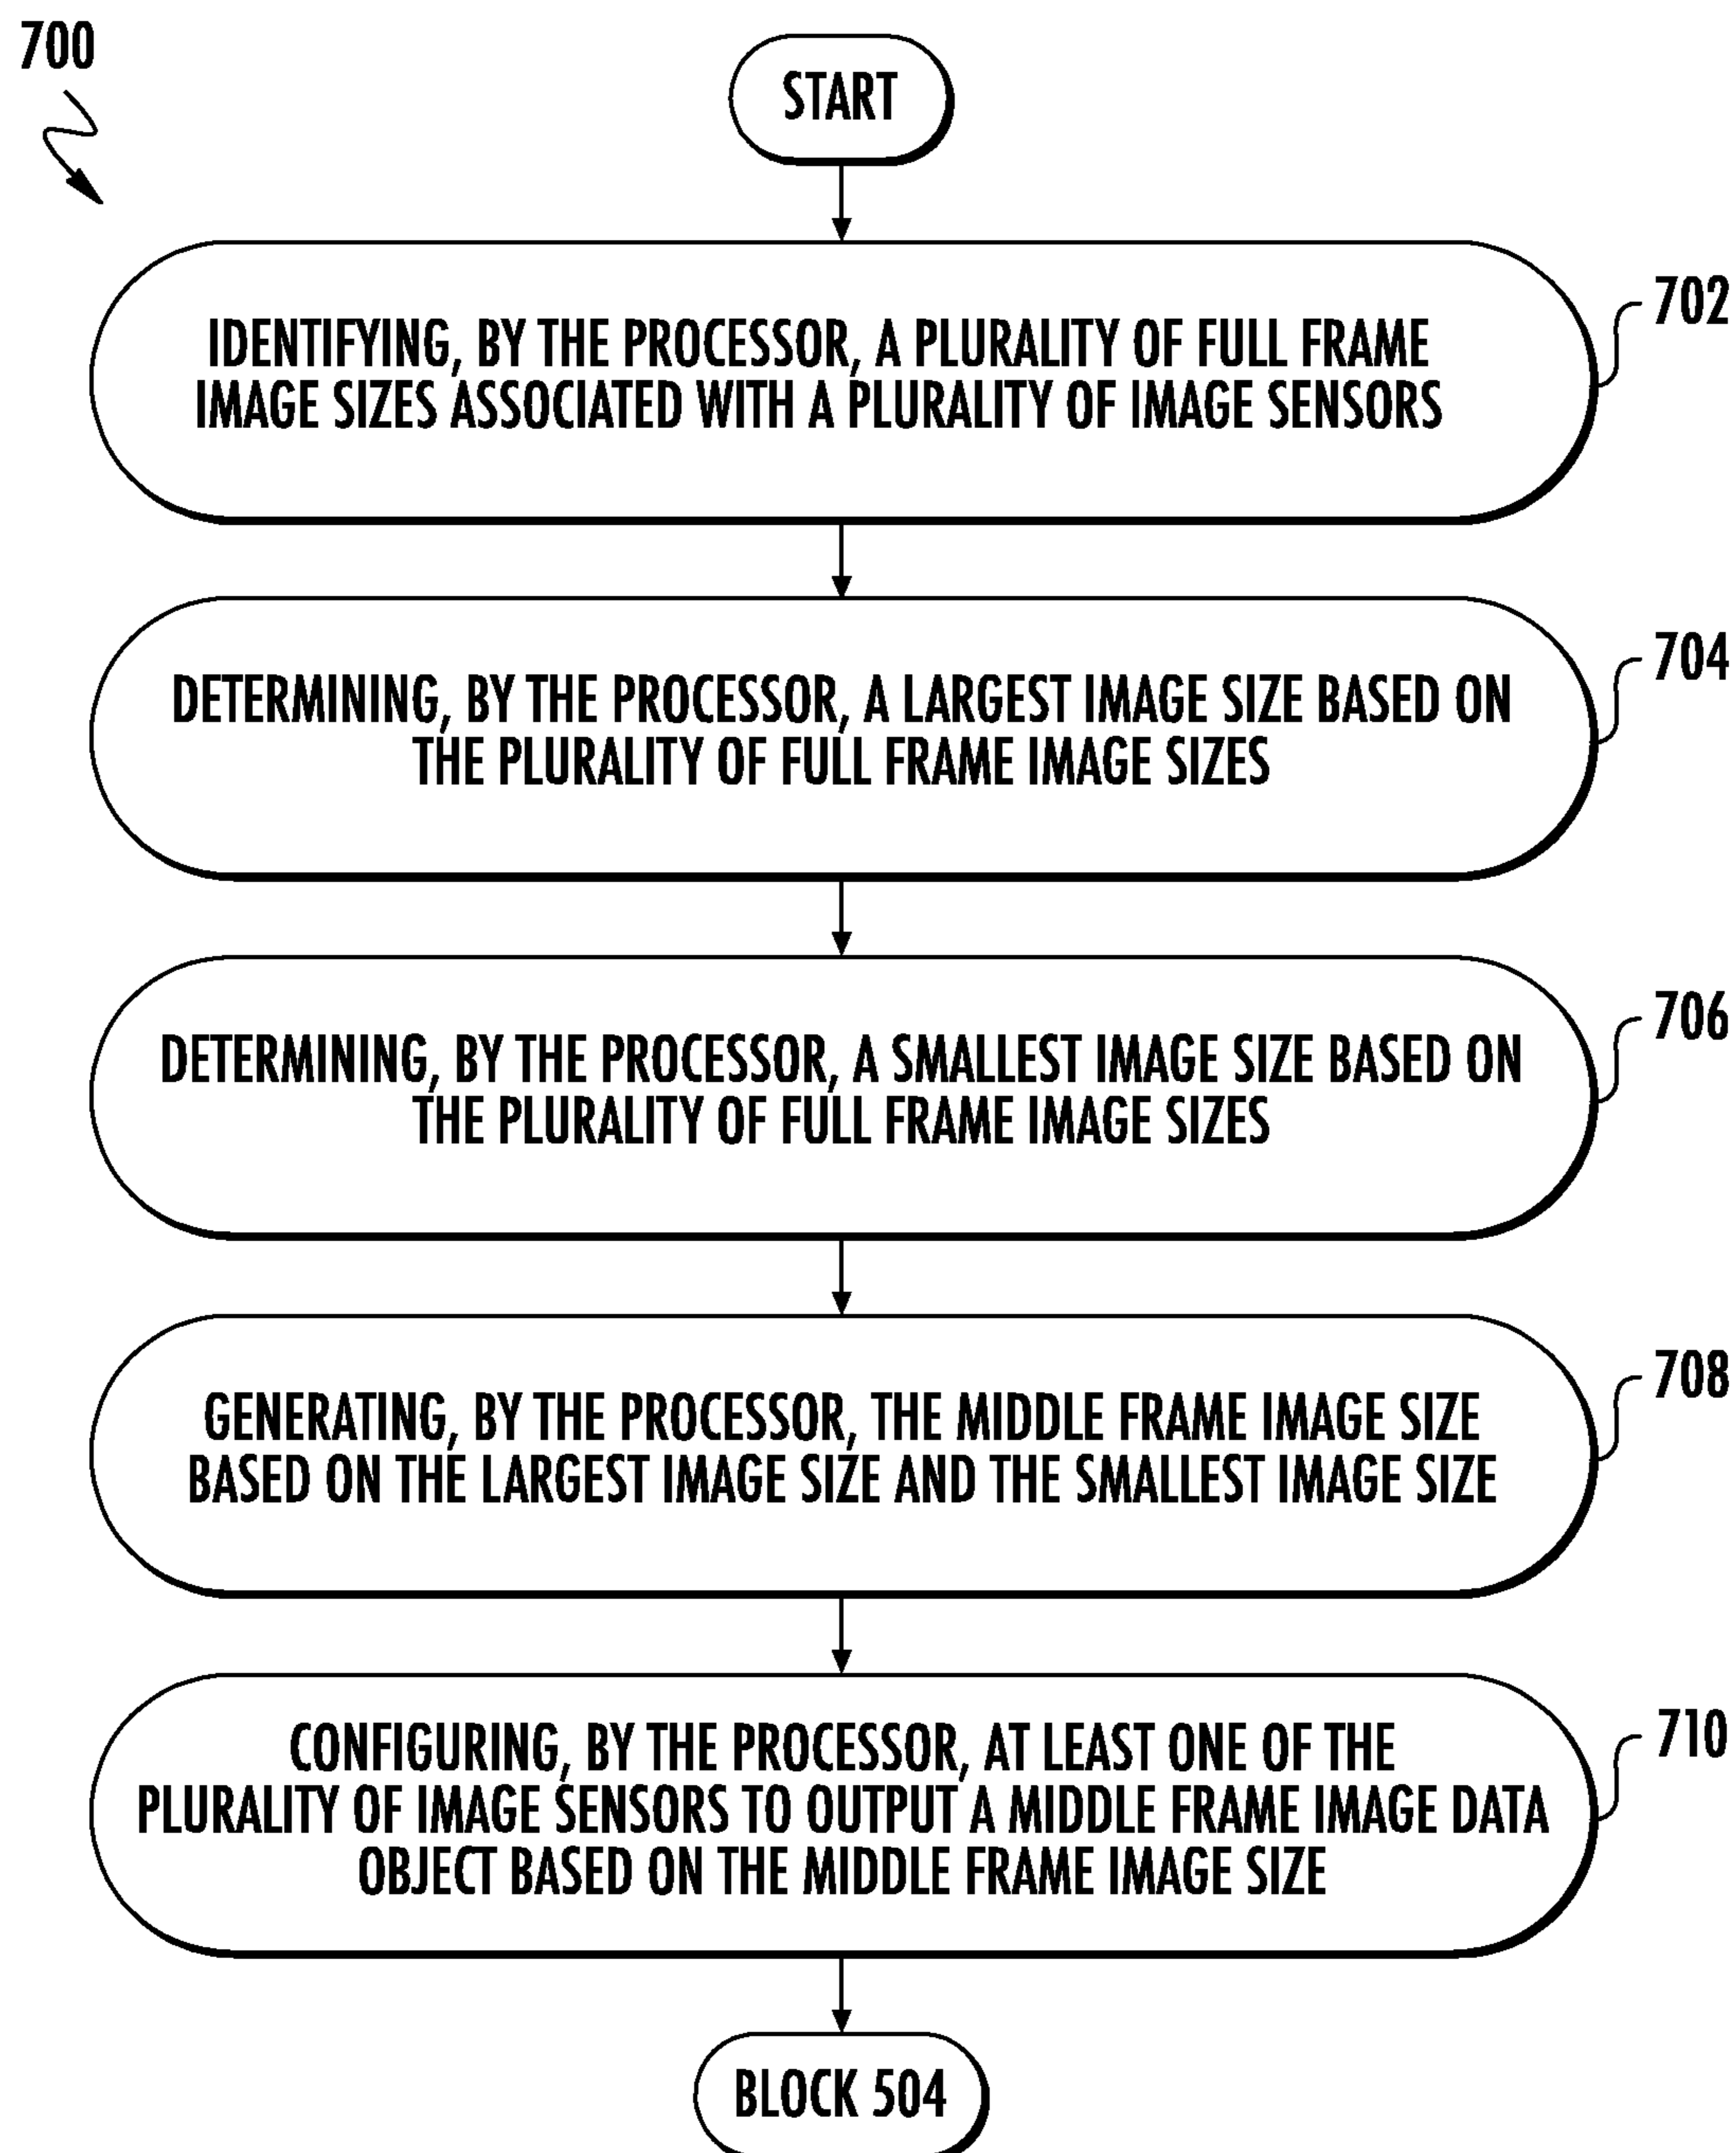 700
START
702
IDENTIFYING, BY THE PROCESSOR, A PLURALITY OF FULL FRAME
IMAGE SIZES ASSOCIATED WITH A PLURALITY OF IMAGE SENSORS
704
DETERMINING, BY THE PROCESSOR, A LARGEST IMAGE SIZE BASED ON
THE PLURALITY OF FULL FRAME IMAGE SIZES
706
DETERMINING, BY THE PROCESSOR, A SMALLEST IMAGE SIZE BASED ON
THE PLURALITY OF FULL FRAME IMAGE SIZES
708
GENERATING, BY THE PROCESSOR, THE MIDDLE FRAME IMAGE SIZE
BASED ON THE LARGEST IMAGE SIZE AND THE SMALLEST IMAGE SIZE
710
CONFIGURING, BY THE PROCESSOR, AT LEAST ONE OF THE
PLURALITY OF IMAGE SENSORS TO OUTPUT A MIDDLE FRAME IMAGE DATA
OBJECT BASED ON THE MIDDLE FRAME IMAGE SIZE
BLOCK 504